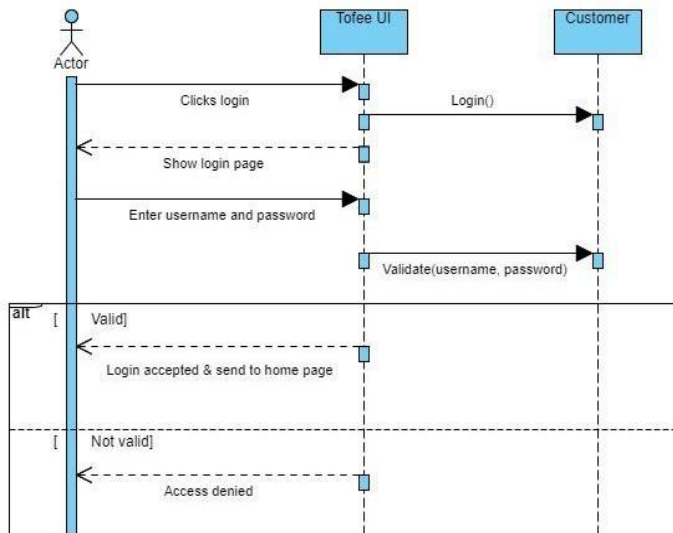 Tofee UI
Customer
Actor
Clicks login
Login()
Show login page
Enter username and password
Validate(username, password)
alt
[ Valid]
Login accepted & send to home page
[ Not valid]
Access denied